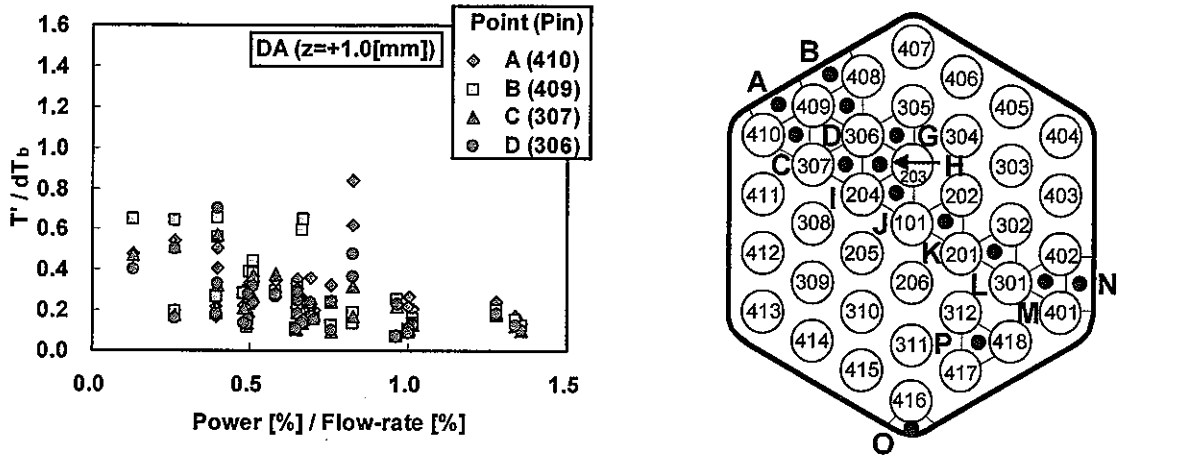 1.6
1.4
1.2
1.0
0.8
0.6
0.4
0.2
0.0
T' / dT_b
0.0 0.5 1.0 1.5
Power [%] / Flow-rate [%]
DA (z=+1.0[mm])
Point (Pin)
A (410)
B (409)
C (307)
D (306)
407
B 408 406
A 409 305 405
410 D 306 G 304 404
C 307 203 H 303
411 I 204 202 403
308 J 101 302
412 205 K 201 402
309 206 L 301 N
413 310 312 M 401
414 311 P 418
415 417
416
O